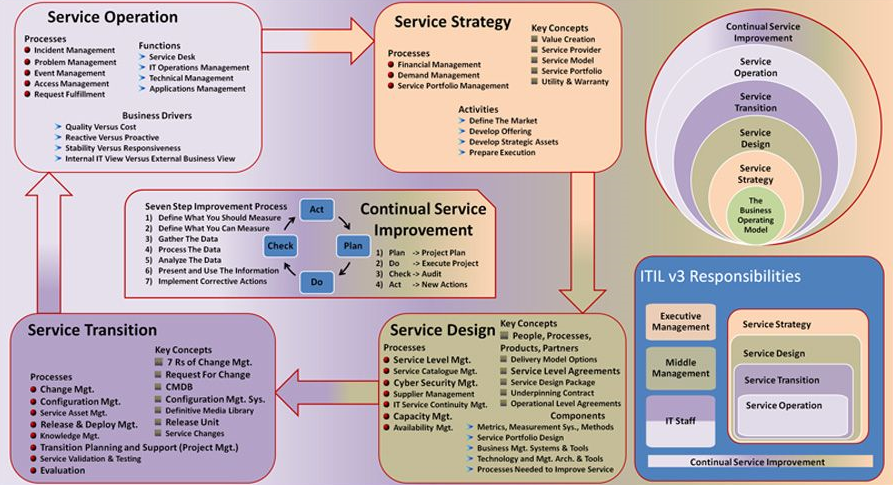 Service Operation
Processes
Incident Management
Problem Management
Event Management
Access Management
Request Fulfillment
Functions
Service Desk
IT Operations Management
Technical Management
Applications Management
Business Drivers
Quality Versus Cost
Reactive Versus Proactive
Stability Versus Responsiveness
Internal IT View Versus External Business View
Service Strategy
Processes
Financial Management
Demand Management
Service Portfolio Management
Key Concepts
Value Creation
Service Provider
Service Model
Service Portfolio
Utility & Warranty
Activities
Define The Market
Develop Offering
Develop Strategic Assets
Prepare Execution
Continual Service
Improvement
Service
Operation
Service
Transition
Service
Design
Service
Strategy
The
Business
Operating
Model
Seven Step Improvement Process
1) Define What You Should Measure
2) Define What You Can Measure
3) Gather The Data
4) Process The Data
5) Analyze The Data
6) Present and Use The Information
7) Implement Corrective Actions
Act
Plan
Do
Check
Continual Service
Improvement
1) Plan -> Project Plan
2) Do -> Execute Project
3) Check -> Audit
4) Act -> New Actions
Service Transition
Processes
Change Mgt.
Configuration Mgt.
Service Asset Mgt.
Release & Deploy Mgt.
Knowledge Mgt.
Transition Planning and Support (Project Mgt.)
Service Validation & Testing
Evaluation
Key Concepts
7 Rs of Change Mgt.
Request For Change
CMDB
Configuration Mgt. Sys.
Definitive Media Library
Release Unit
Service Changes
Service Design
Processes
Service Level Mgt.
Service Catalogue Mgt.
Cyber Security Mgt.
Supplier Management
IT Service Continuity Mgt.
Capacity Mgt.
Availability Mgt.
Key Concepts
People, Processes,
Products, Partners
Delivery Model Options
Service Level Agreements
Service Design Package
Underpinning Contract
Operational Level Agreements
Components
Metrics, Measurement Sys., Methods
Service Portfolio Design
Business Mgt. Systems & Tools
Technology and Mgt. Arch. & Tools
Processes Needed to Improve Service
ITIL v3 Responsibilities
Executive
Management
Middle
Management
IT Staff
Service Strategy
Service Design
Service Transition
Service Operation
Continual Service Improvement